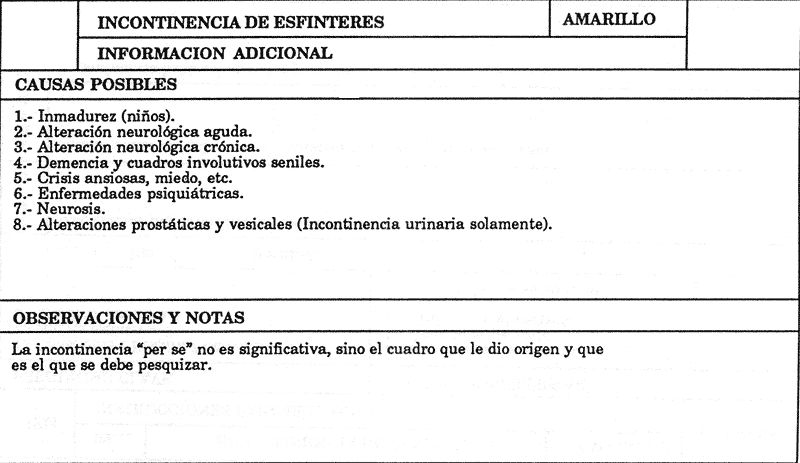 INCONTINENCIA DE ESFINTERES
AMARILLO
INFORMACION ADICIONAL
CAUSAS POSIBLES
1.- Inmadurez (niños).
2.- Alteración neurológica aguda.
3.- Alteración neurológica crónica.
4.- Demencia y cuadros involutivos seniles.
5.- Crisis ansiosas, miedo, etc.
6.- Enfermedades psiquiátricas.
7.- Neurosis.
8.- Alteraciones prostáticas y vesicales (Incontinencia urinaria solamente).
OBSERVACIONES Y NOTAS
La incontinencia "per se" no es significativa, sino el cuadro que le dio origen y que
es el que se debe pesquizar.